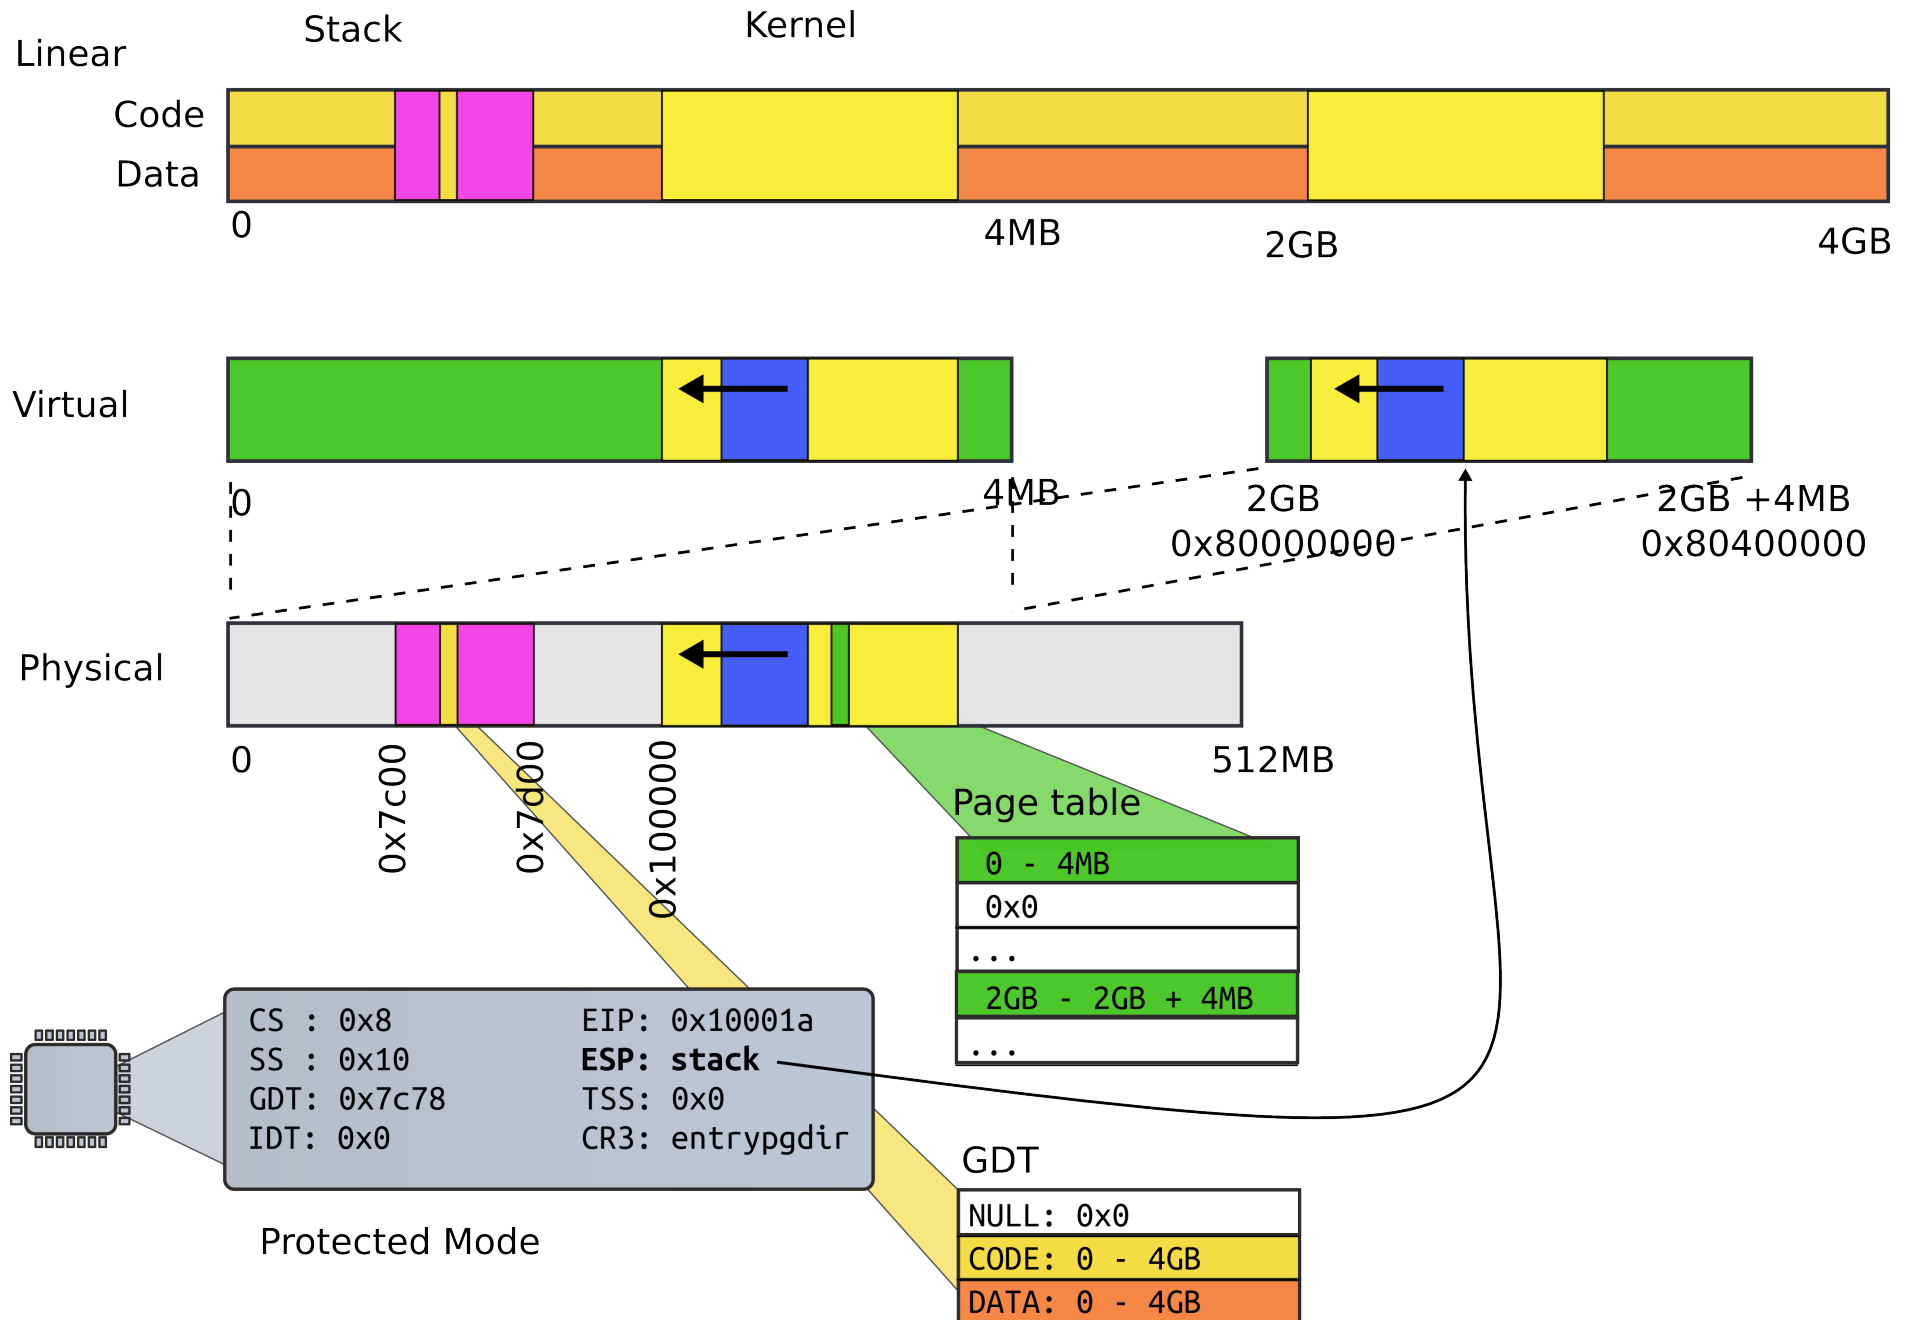 Stack
Kernel
Linear
Code
Data
0
4MB
2GB
4GB
Virtual
0
4MB
2GB
0x80000000
2GB +4MB
0x80400000
Physical
0
0x7c00
0x7d00
0x100000
512MB
Page table
0 - 4MB
0x0
...
2GB - 2GB + 4MB
...
CS : 0x8
EIP: 0x10001a
SS : 0x10
ESP: stack
GDT: 0x7c78
TSS: 0x0
IDT: 0x0
CR3: entrypgdir
Protected Mode
GDT
NULL: 0x0
CODE: 0 - 4GB
DATA: 0 - 4GB